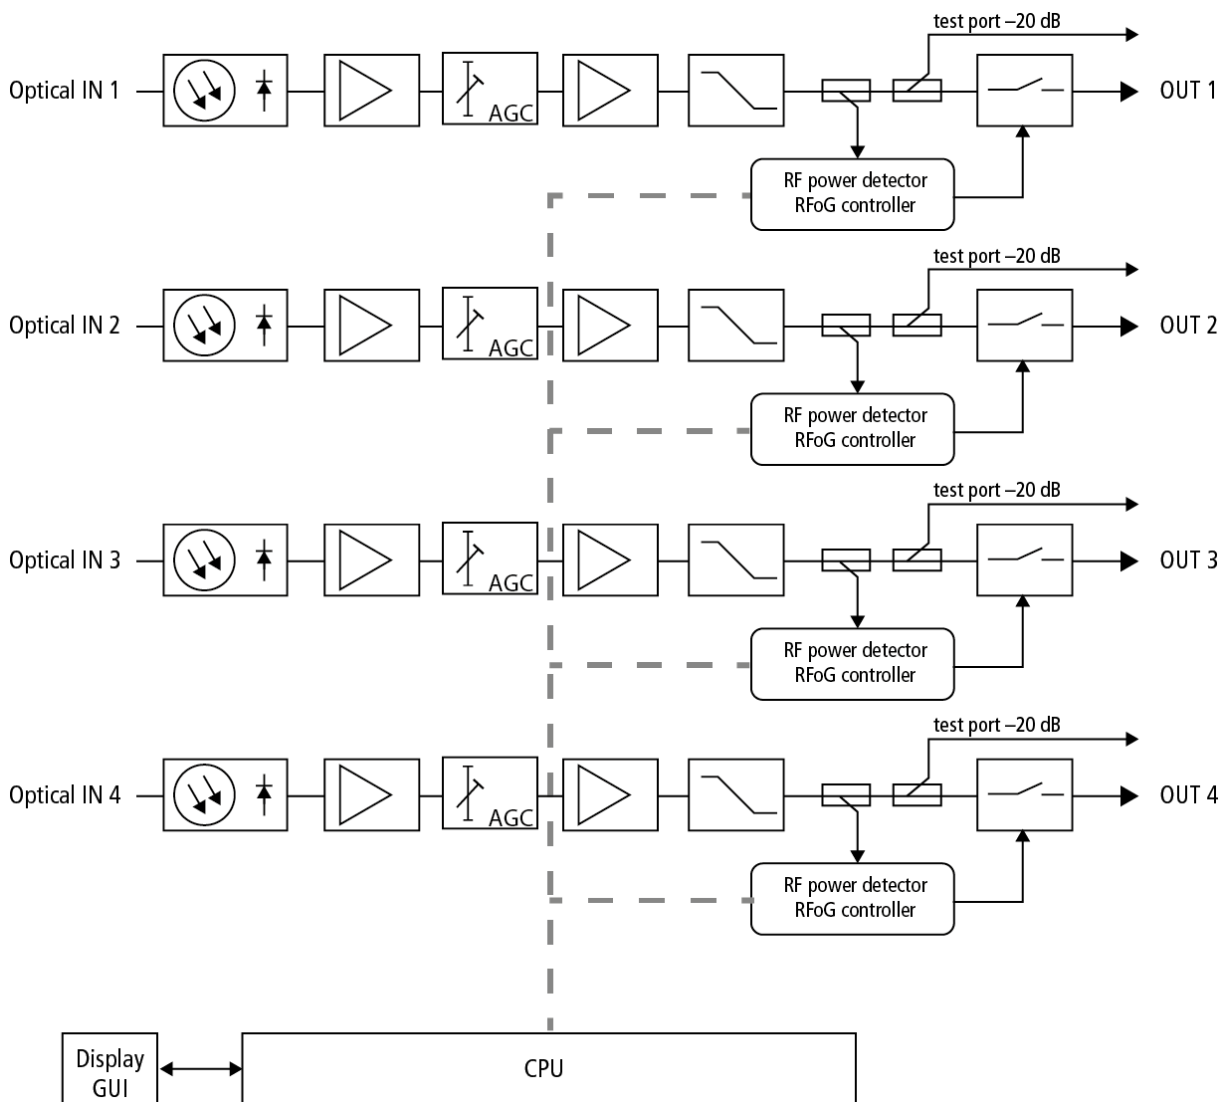 test port –20 dB
Optical IN 1
AGC
OUT 1
RF power detector
RFoG controller
test port –20 dB
Optical IN 2
AGC
OUT 2
RF power detector
RFoG controller
test port –20 dB
Optical IN 3
AGC
OUT 3
RF power detector
RFoG controller
test port –20 dB
Optical IN 4
AGC
OUT 4
RF power detector
RFoG controller
Display
GUI
CPU